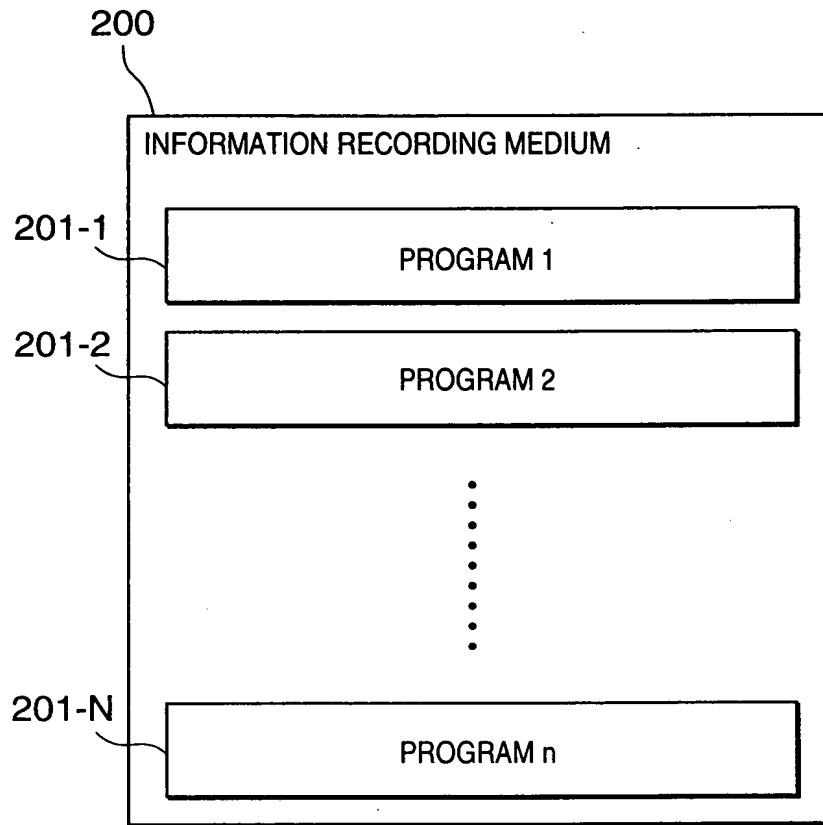 200
INFORMATION RECORDING MEDIUM
201-1
PROGRAM 1
201-2
PROGRAM 2
201-N
PROGRAM n